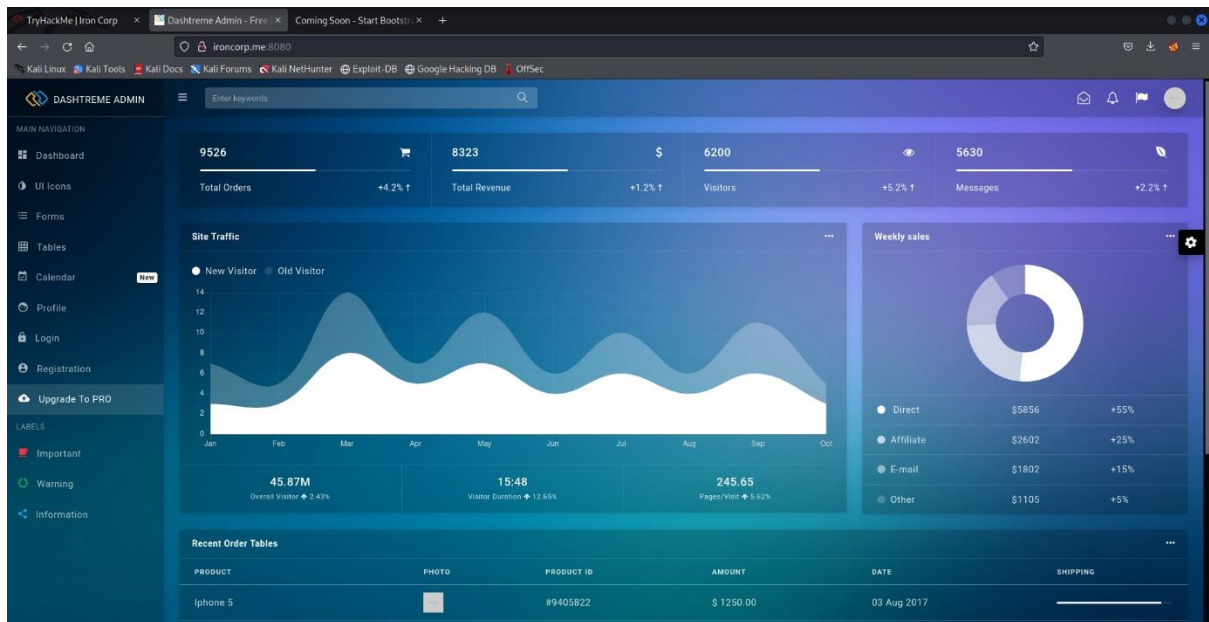 TryHackMe | Iron Corp
Dashtreme Admin - Free
Coming Soon - Start Bootstr
ironcorp.me:8080
Kali Linux Kali Tools Kali Docs Kali Forums Kali NetHunter Exploit-DB Google Hacking DB OffSec
DASHTREME ADMIN
Enter keywords
MAIN NAVIGATION
Dashboard
UI Icons
Forms
Tables
Calendar New
Profile
Login
Registration
Upgrade To PRO
LABELS
Important
Warning
Information
9526
Total Orders +4.2% ↑
8323 $
Total Revenue +1.2% ↑
6200
Visitors +5.2% ↑
5630
Messages +2.2% ↑
Site Traffic ...
New Visitor Old Visitor
14
12
10
8
6
4
2
0
Jan Feb Mar Apr May Jun Jul Aug Sep Oct
45.87M
Overall Visitor ↑ 2.43%
15:48
Visitor Duration ↑ 12.65%
245.65
Pages/Visit ↑ 5.62%
Weekly sales ...
Direct $5856 +55%
Affiliate $2602 +25%
E-mail $1802 +15%
Other $1105 +5%
Recent Order Tables ...
PRODUCT PHOTO PRODUCT ID AMOUNT DATE SHIPPING
Iphone 5 #9405822 $ 1250.00 03 Aug 2017